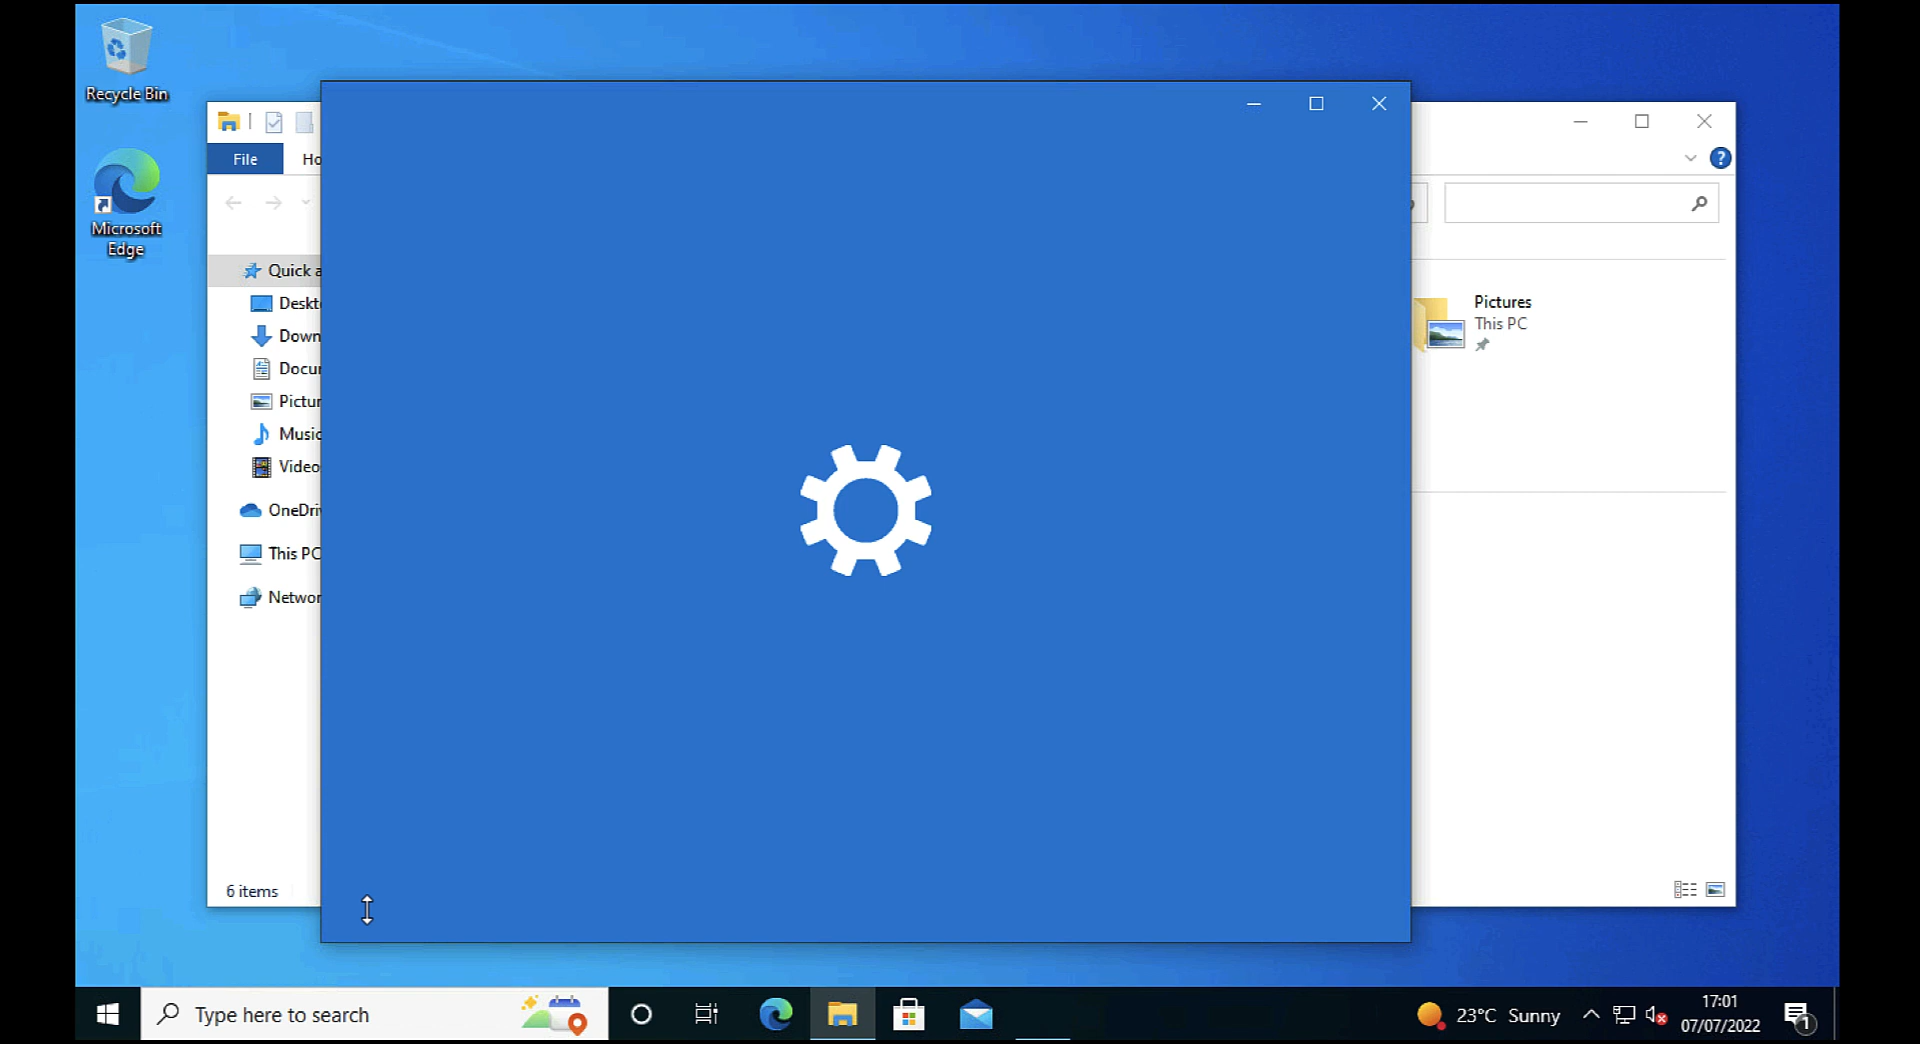 Recycle Bin
Microsoft
Edge
File
Ho
Quick a
Deskt
Down
Docu
Pictur
Music
Video
OneDri
This PC
Networ
6 items
?
Pictures
This PC
Type here to search
23°C Sunny
17:01
07/07/2022
1